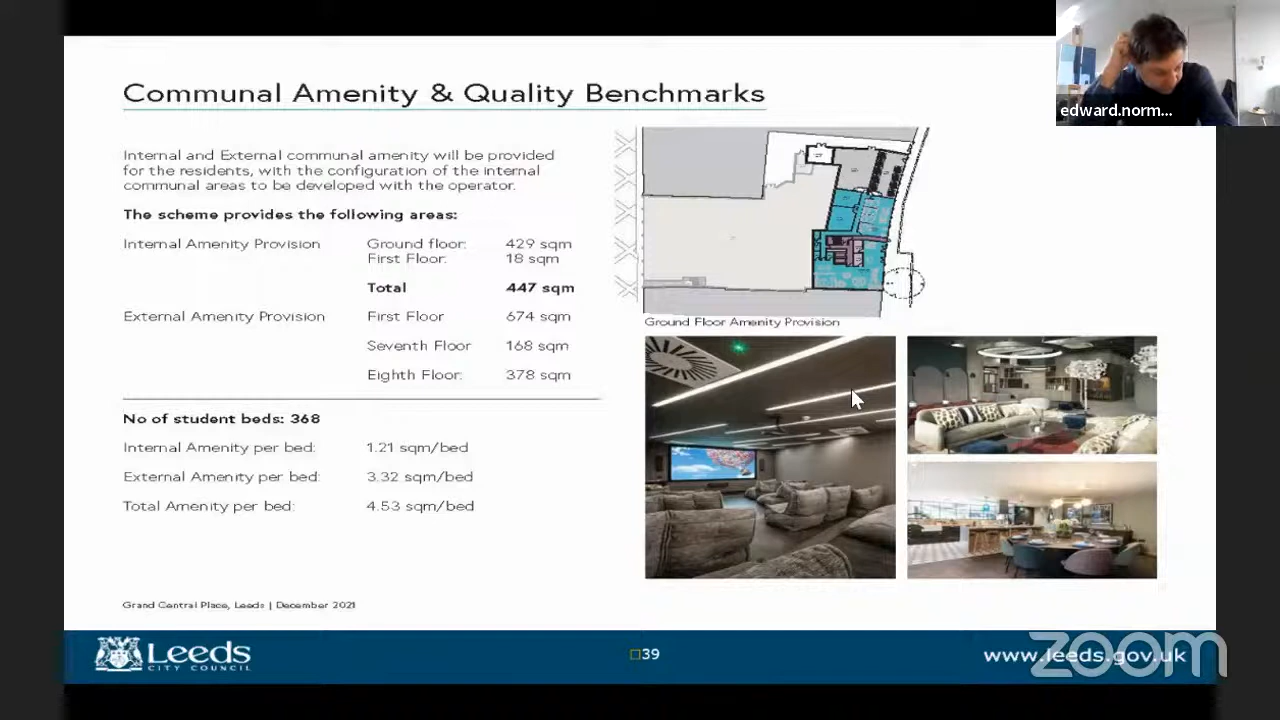 edward.norm...
Communal Amenity & Quality Benchmarks
Internal and External communal amenity will be provided
for the residents, with the configuration of the internal
communal areas to be developed with the operator.
The scheme provides the following areas:
Internal Amenity Provision Ground floor: 429 sqm
First Floor: 18 sqm
Total 447 sqm
External Amenity Provision First Floor 674 sqm
Seventh Floor 168 sqm
Eighth Floor: 378 sqm
No of student beds: 368
Internal Amenity per bed: 1.21 sqm/bed
External Amenity per bed: 3.32 sqm/bed
Total Amenity per bed: 4.53 sqm/bed
Ground Floor Amenity Provision
Grand Central Place, Leeds | December 2021
Leeds
CITY COUNCIL
39
www.leeds.gov.uk
zoom